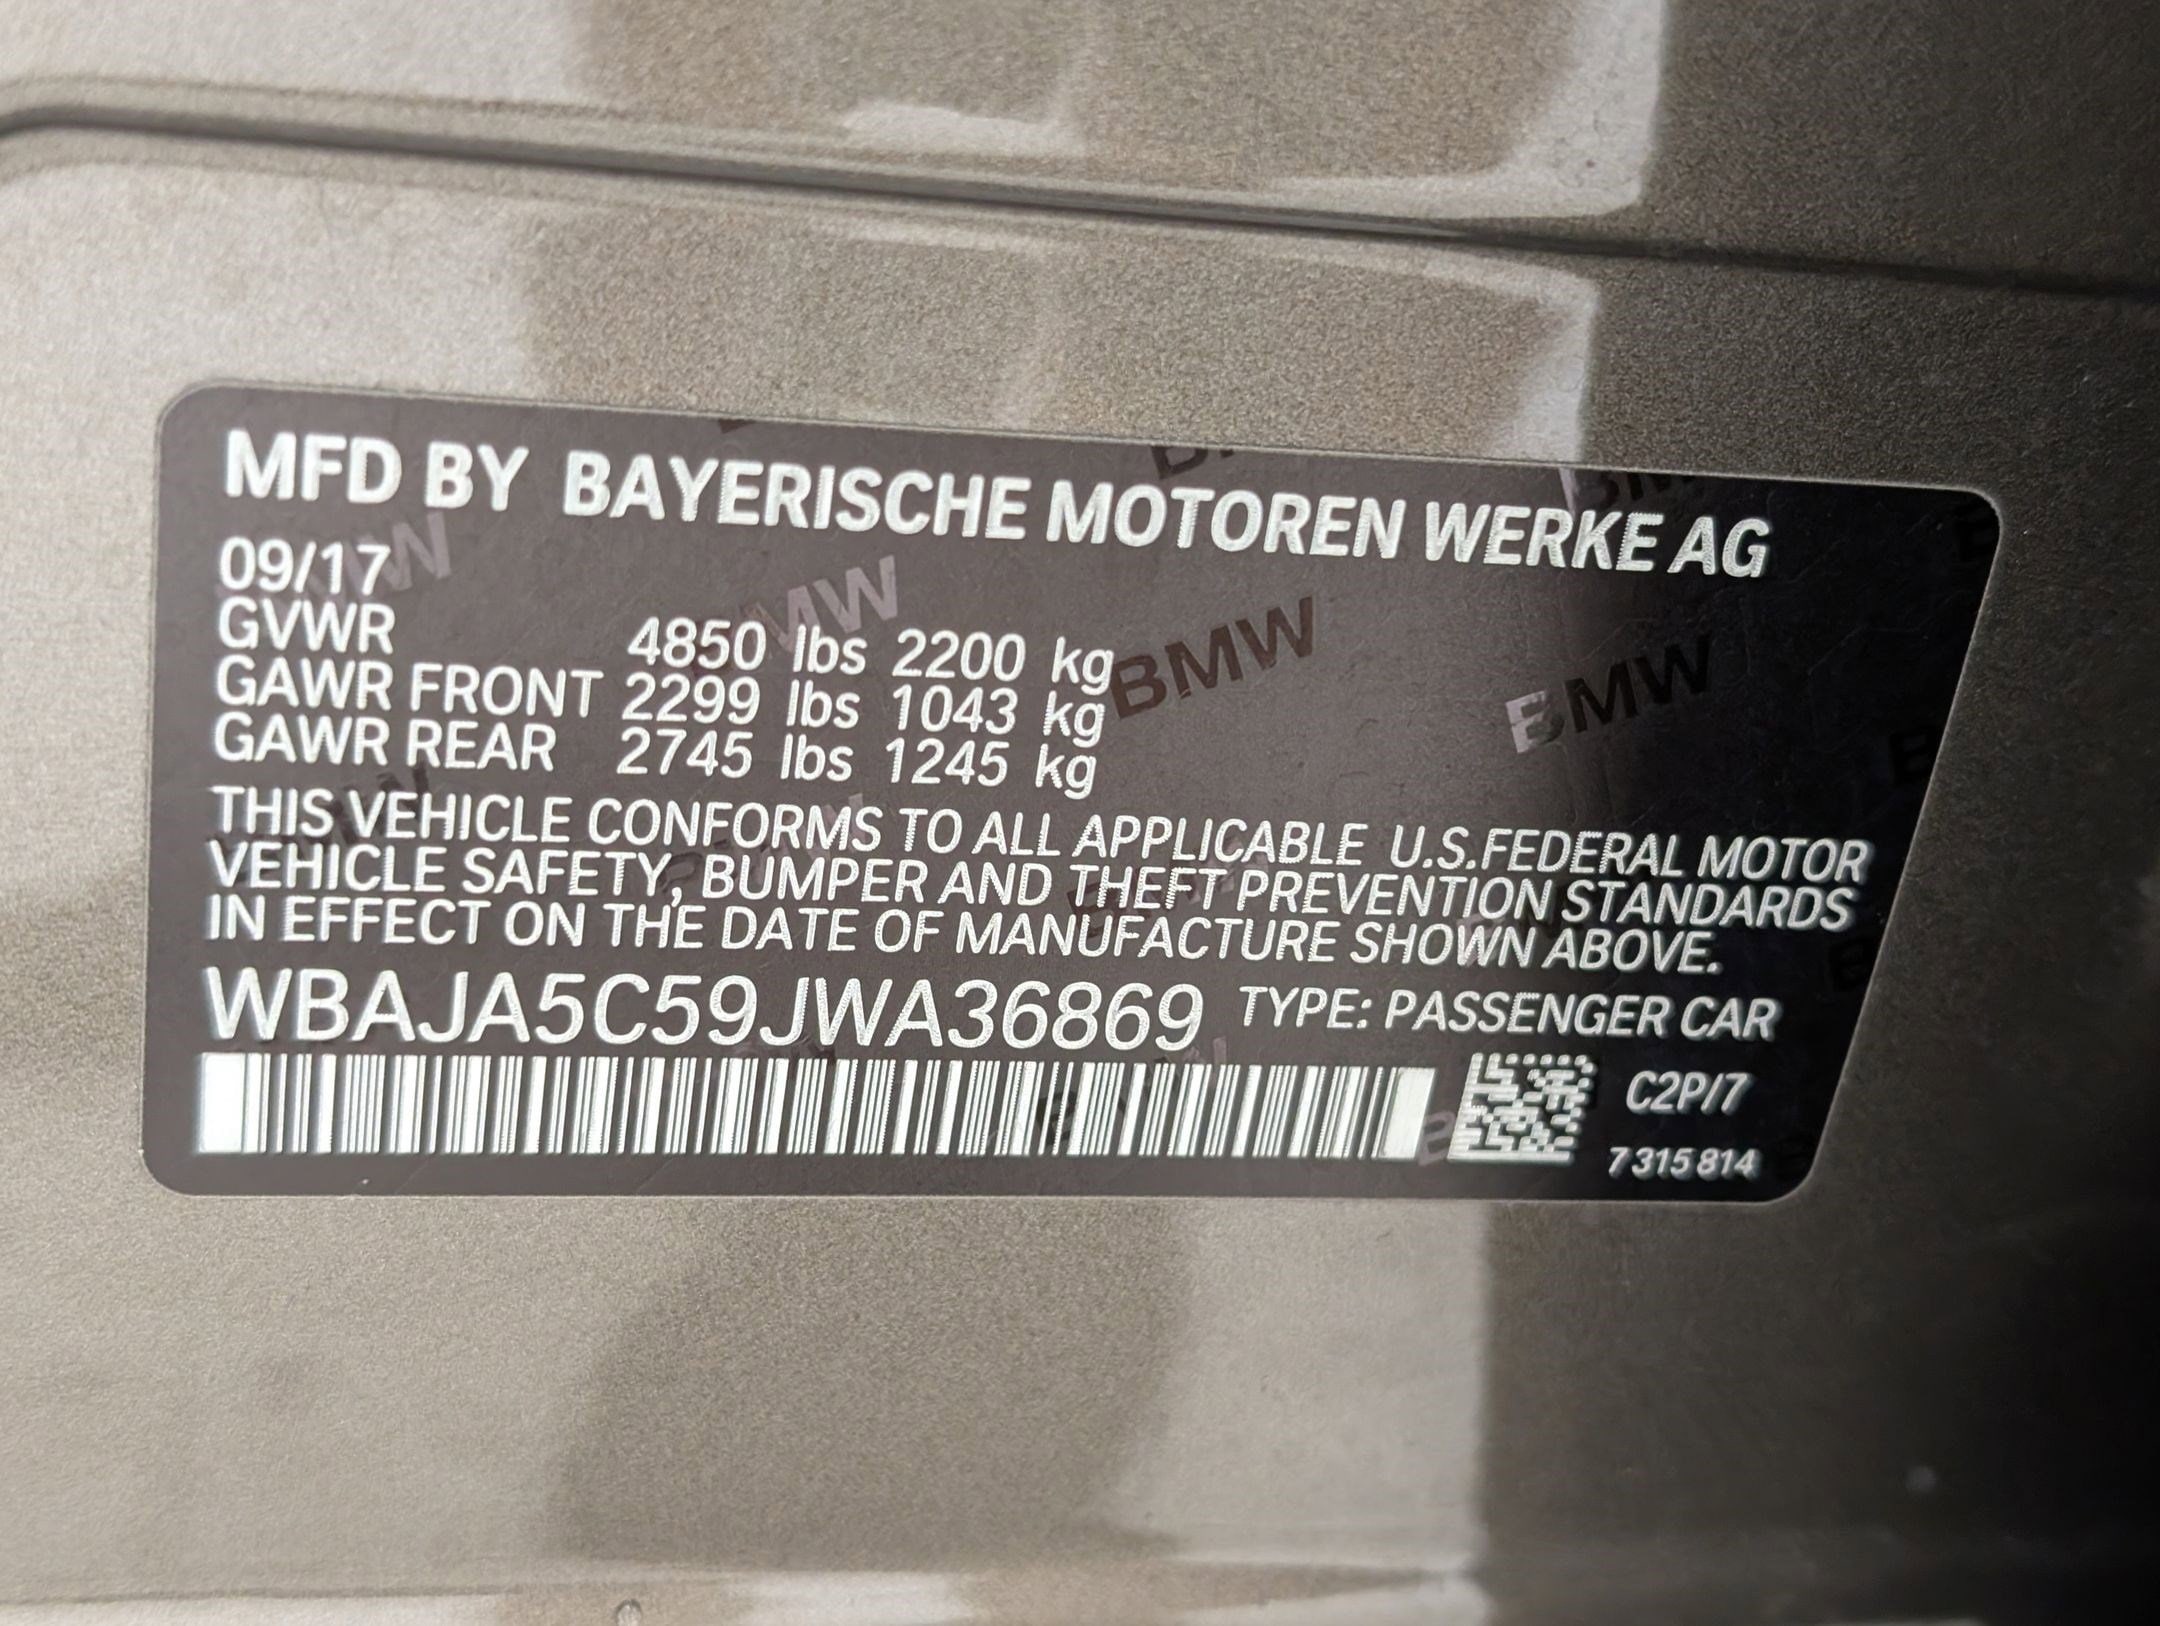 MFD BY BAYERISCHE MOTOREN WERKE AG
09/17
GVWR 4850 lbs 2200 kg
GAWR FRONT 2299 lbs 1043 kg
GAWR REAR 2745 lbs 1245 kg
THIS VEHICLE CONFORMS TO ALL APPLICABLE U.S.FEDERAL MOTOR
VEHICLE SAFETY, BUMPER AND THEFT PREVENTION STANDARDS
IN EFFECT ON THE DATE OF MANUFACTURE SHOWN ABOVE.
WBAJA5C59JWA36869 TYPE: PASSENGER CAR
C2P/7
7 315 814
BMW
BMW
BMW